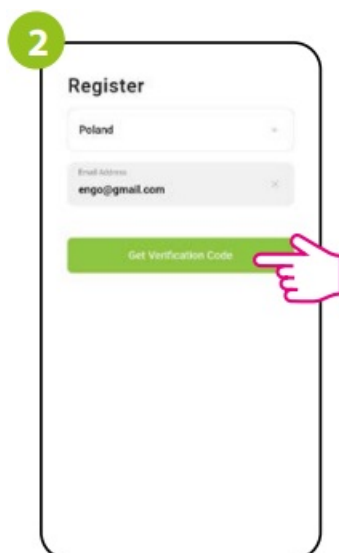 2
Register
Poland
Email Address
engo@gmail.com
Get Verification Code